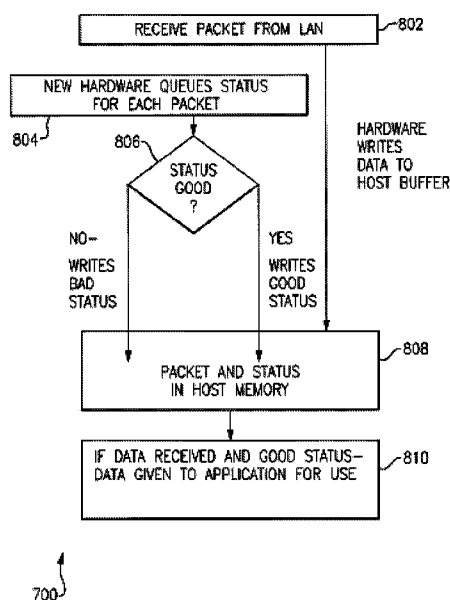 RECEIVE PACKET FROM LAN
802
NEW HARDWARE QUEUES STATUS
FOR EACH PACKET
804
806
STATUS
GOOD
?
HARDWARE
WRITES
DATA TO
HOST BUFFER
NO-
WRITES
BAD
STATUS
YES
WRITES
GOOD
STATUS
808
PACKET AND STATUS
IN HOST MEMORY
IF DATA RECEIVED AND GOOD STATUS-
DATA GIVEN TO APPLICATION FOR USE
810
700